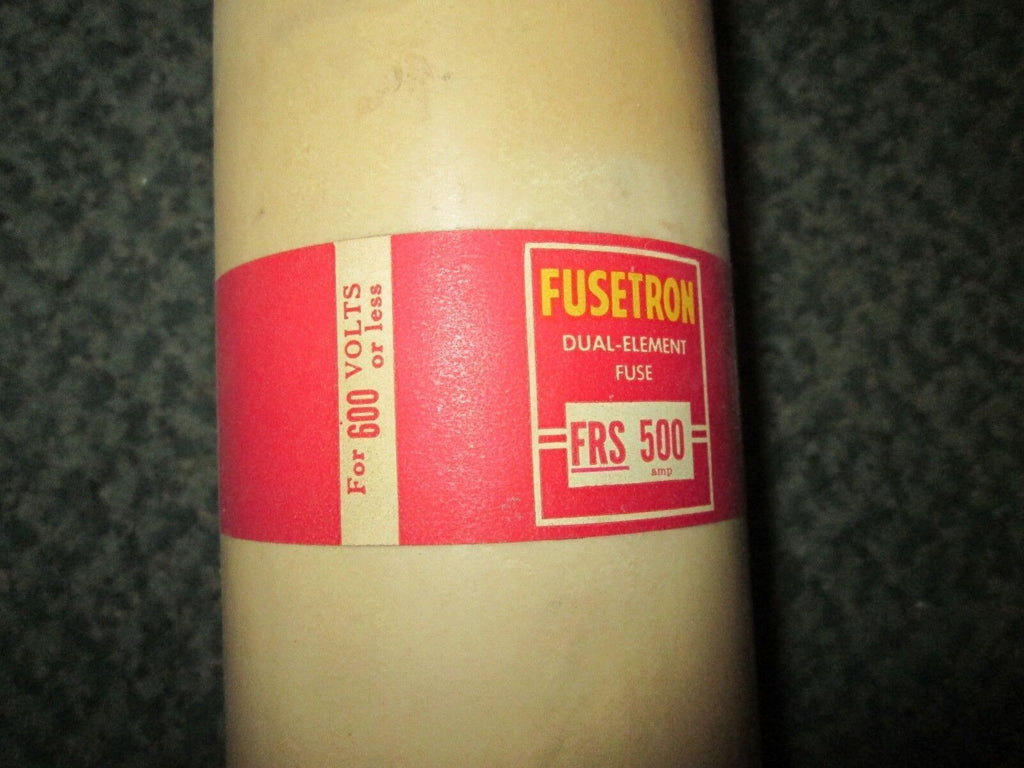 For 600 VOLTS
or less
FUSETRON
DUAL-ELEMENT
FUSE
FRS 500
amp